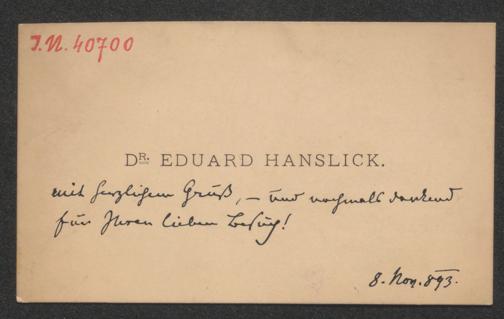 I.N. 40700
DR. EDUARD HANSLICK.
mit herzlichem Gruß, – und nochmals dankend
für Ihren lieben Besuch!
8. Nov. 893.